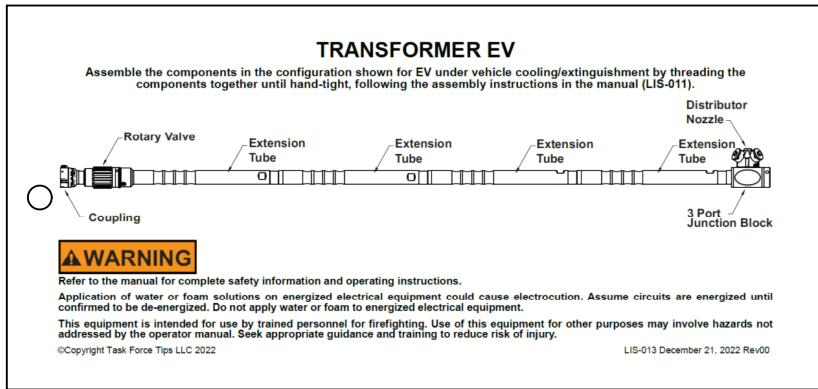 TRANSFORMER EV
Assemble the components in the configuration shown for EV under vehicle cooling/extinguishment by threading the
components together until hand-tight, following the assembly instructions in the manual (LIS-011).
Distributor
Nozzle
Rotary Valve
Extension
Tube
Extension
Tube
Extension
Tube
Extension
Tube
Coupling
3 Port
Junction Block
WARNING
Refer to the manual for complete safety information and operating instructions.
Application of water or foam solutions on energized electrical equipment could cause electrocution. Assume circuits are energized until
confirmed to be de-energized. Do not apply water or foam to energized electrical equipment.
This equipment is intended for use by trained personnel for firefighting. Use of this equipment for other purposes may involve hazards not
addressed by the operator manual. Seek appropriate guidance and training to reduce risk of injury.
©Copyright Task Force Tips LLC 2022
LIS-013 December 21, 2022 Rev00